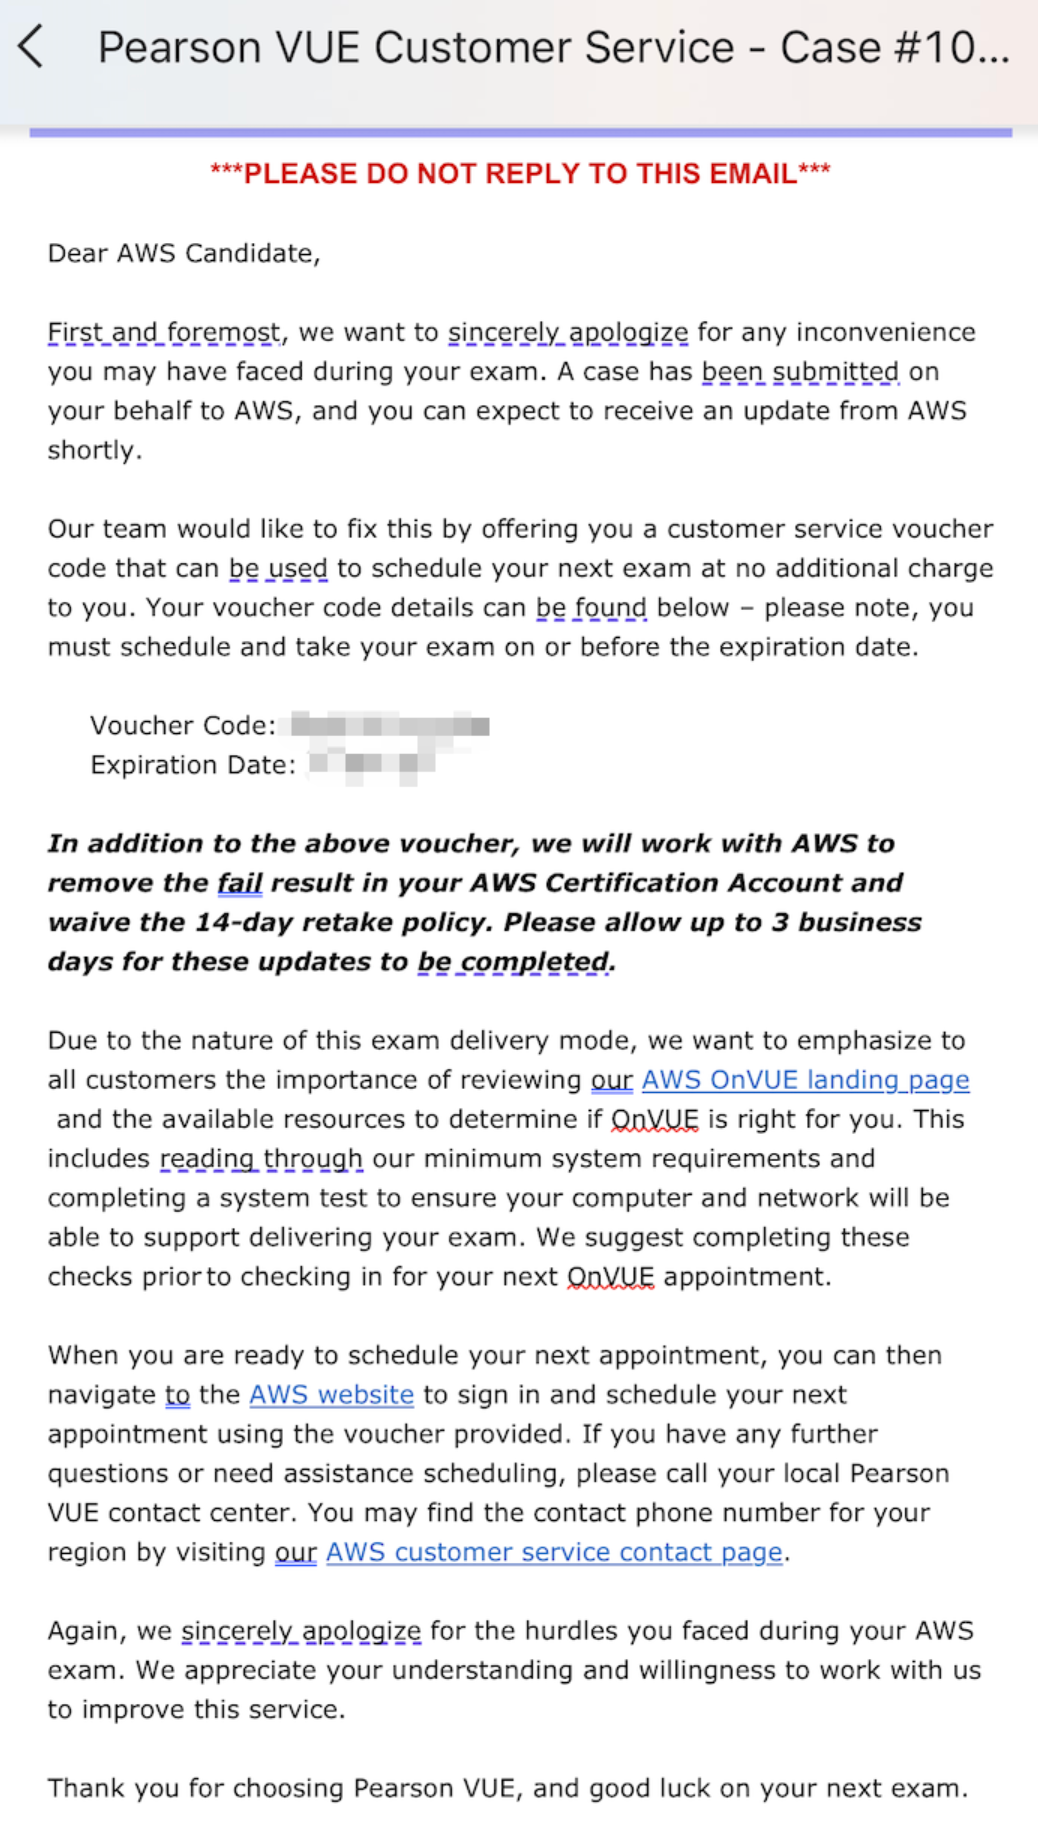 Pearson VUE Customer Service - Case #10...
***PLEASE DO NOT REPLY TO THIS EMAIL***
Dear AWS Candidate,
First and foremost, we want to sincerely apologize for any inconvenience
you may have faced during your exam. A case has been submitted on
your behalf to AWS, and you can expect to receive an update from AWS
shortly.
Our team would like to fix this by offering you a customer service voucher
code that can be used to schedule your next exam at no additional charge
to you. Your voucher code details can be found below – please note, you
must schedule and take your exam on or before the expiration date.
Voucher Code:
Expiration Date:
In addition to the above voucher, we will work with AWS to
remove the fail result in your AWS Certification Account and
waive the 14-day retake policy. Please allow up to 3 business
days for these updates to be completed.
Due to the nature of this exam delivery mode, we want to emphasize to
all customers the importance of reviewing our AWS OnVUE landing page
and the available resources to determine if OnVUE is right for you. This
includes reading through our minimum system requirements and
completing a system test to ensure your computer and network will be
able to support delivering your exam. We suggest completing these
checks prior to checking in for your next OnVUE appointment.
When you are ready to schedule your next appointment, you can then
navigate to the AWS website to sign in and schedule your next
appointment using the voucher provided. If you have any further
questions or need assistance scheduling, please call your local Pearson
VUE contact center. You may find the contact phone number for your
region by visiting our AWS customer service contact page.
Again, we sincerely apologize for the hurdles you faced during your AWS
exam. We appreciate your understanding and willingness to work with us
to improve this service.
Thank you for choosing Pearson VUE, and good luck on your next exam.